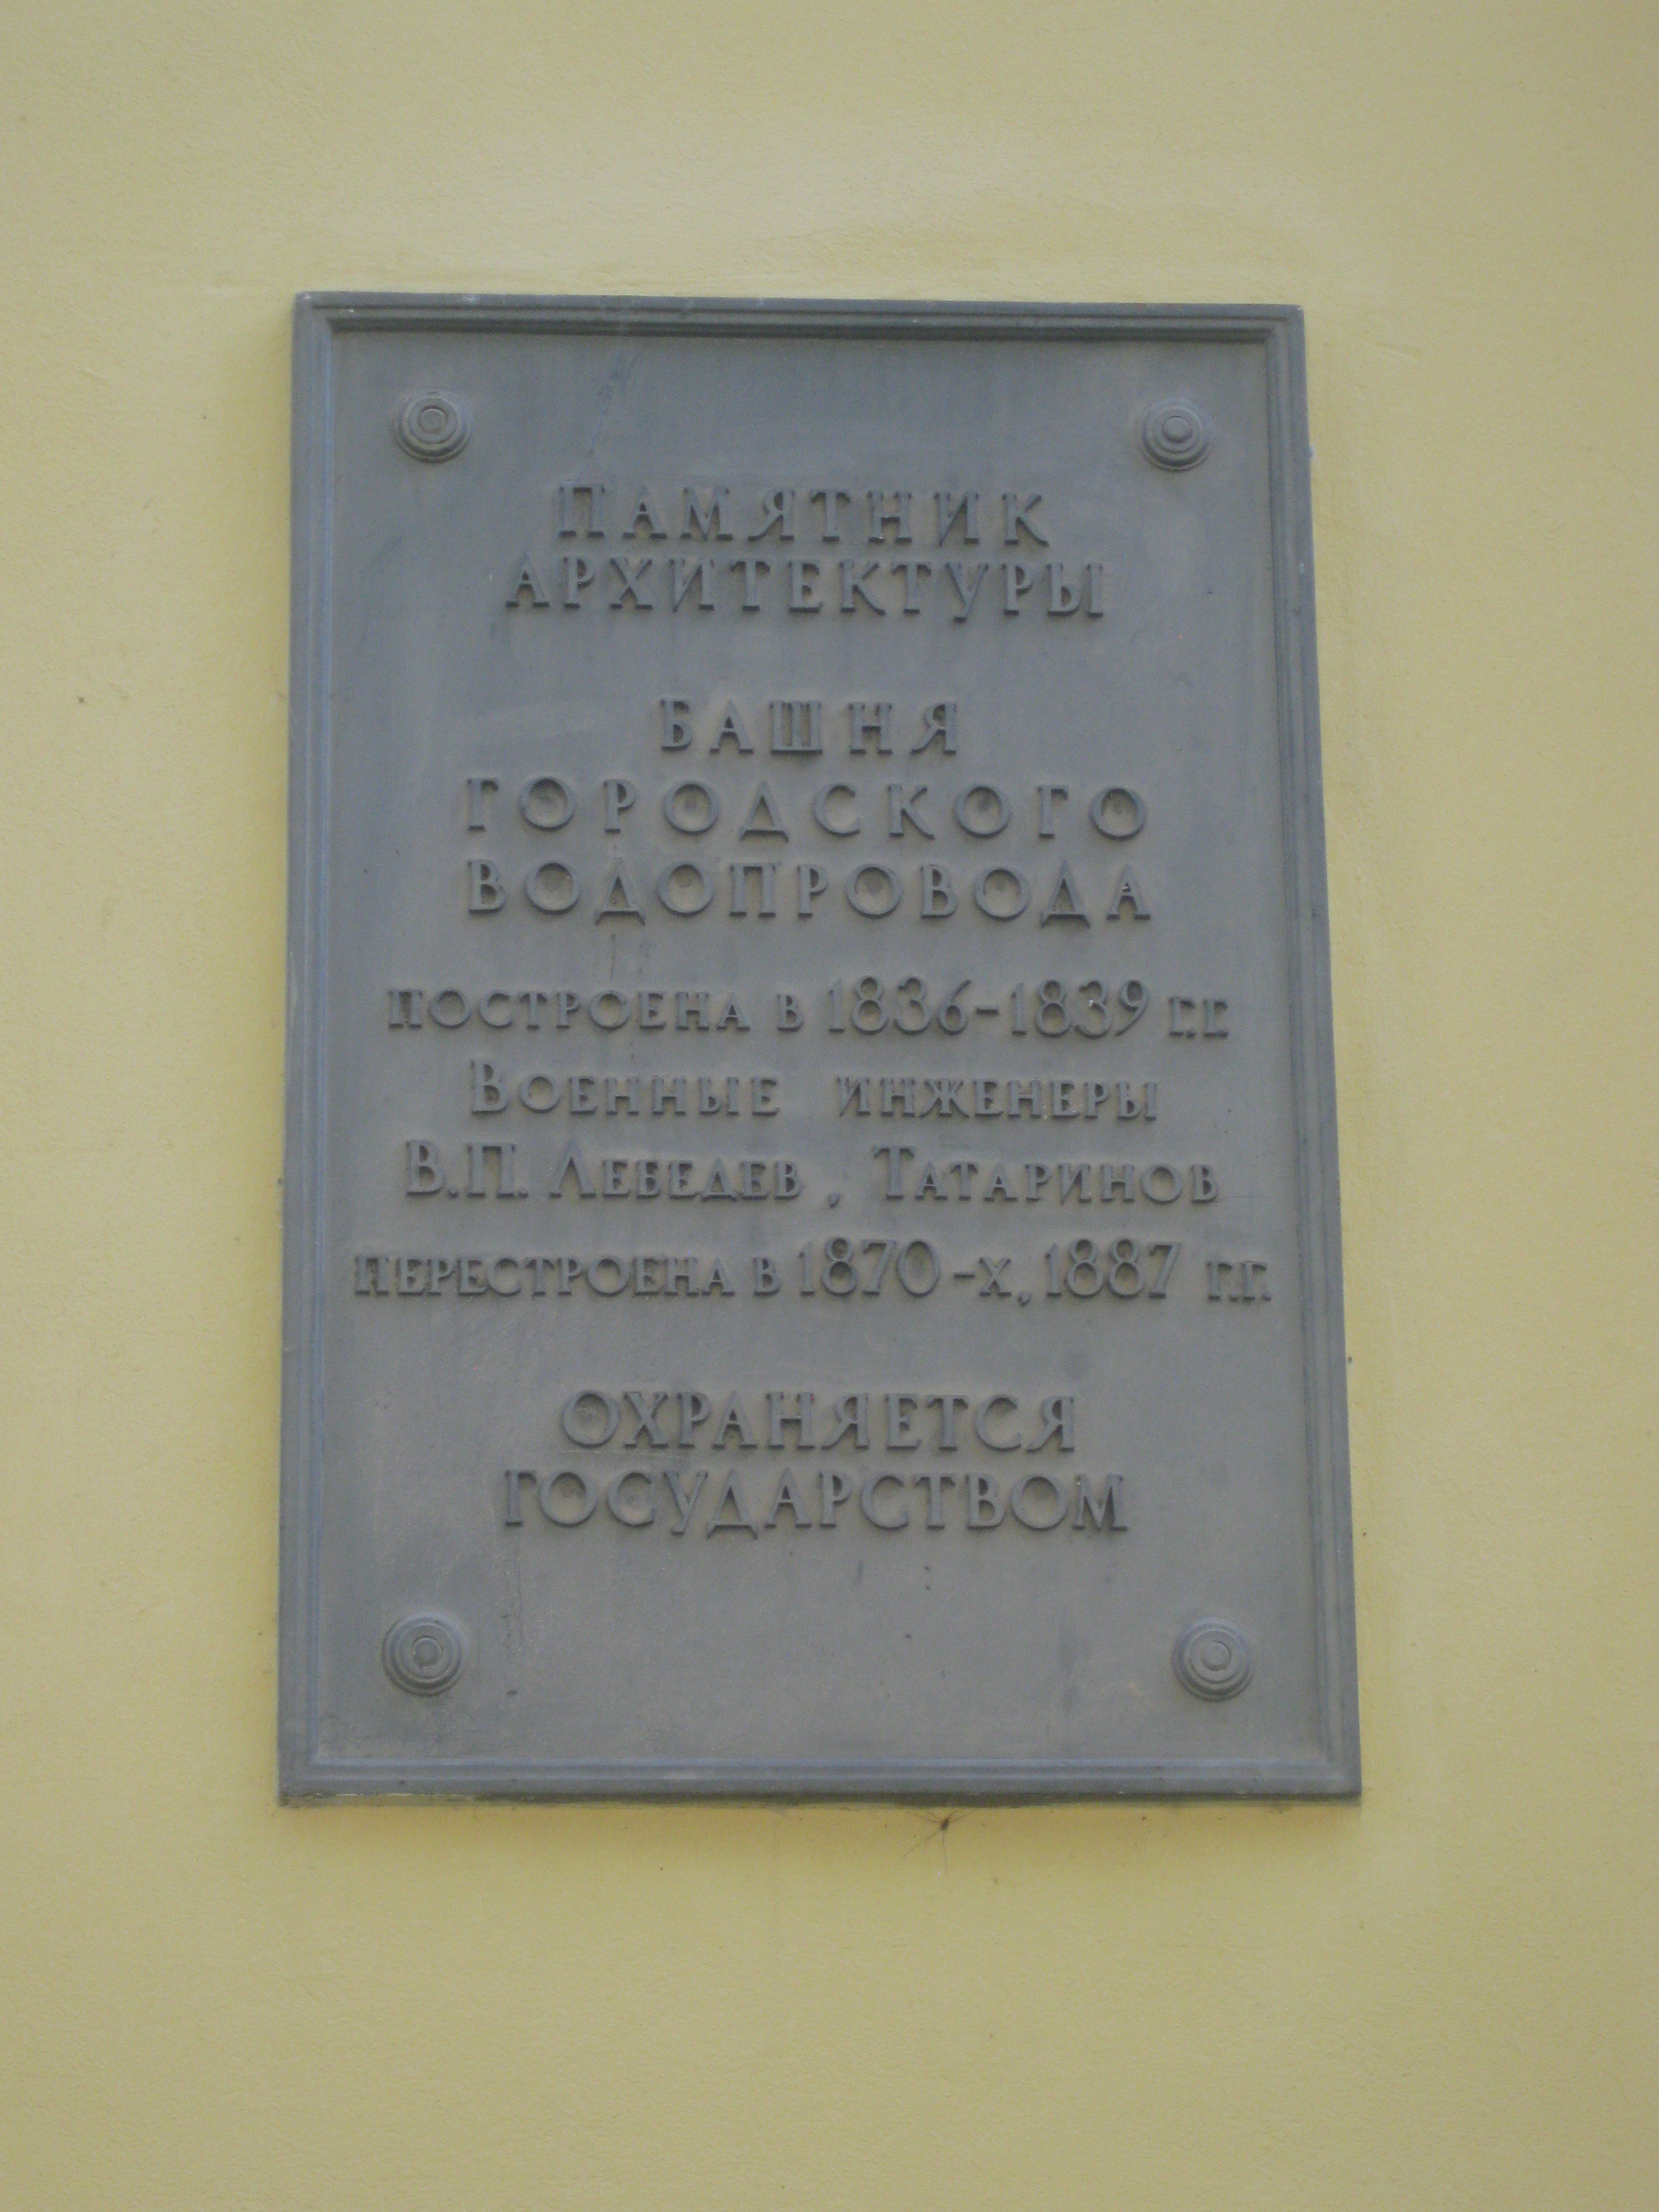 ПАМЯТНИК
АРХИТЕКТУРЫ
БАШНЯ
ГОРОДСКОГО
ВОДОПРОВОДА
ПОСТРОЕНА В 1836-1839 Г.Г.
ВОЕННЫЕ ИНЖЕНЕРЫ
В.П. ЛЕБЕДЕВ, ТАТАРИНОВ
ПЕРЕСТРОЕНА В 1870-Х, 1887 Г.Г.
ОХРАНЯЕТСЯ
ГОСУДАРСТВОМ